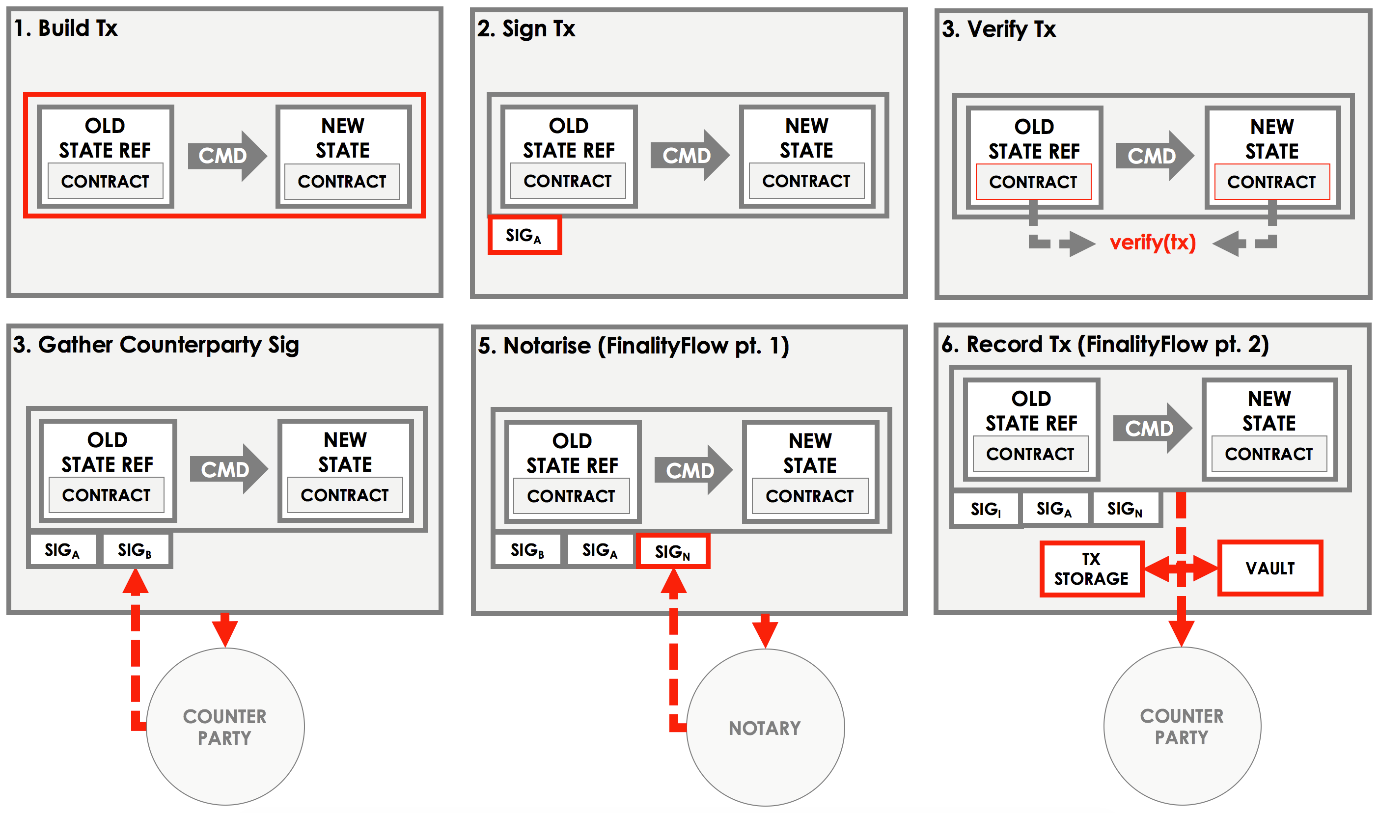 1. Build Tx
OLD
STATE REF
CONTRACT
CMD
NEW
STATE
CONTRACT
2. Sign Tx
OLD
STATE REF
CONTRACT
CMD
NEW
STATE
CONTRACT
SIGA
3. Verify Tx
OLD
STATE REF
CONTRACT
CMD
NEW
STATE
CONTRACT
verify(tx)
3. Gather Counterparty Sig
OLD
STATE REF
CONTRACT
CMD
NEW
STATE
CONTRACT
SIGA
SIGB
COUNTER
PARTY
5. Notarise (FinalityFlow pt. 1)
OLD
STATE REF
CONTRACT
CMD
NEW
STATE
CONTRACT
SIGB
SIGA
SIGN
NOTARY
6. Record Tx (FinalityFlow pt. 2)
OLD
STATE REF
CONTRACT
CMD
NEW
STATE
CONTRACT
SIGI
SIGA
SIGN
TX
STORAGE
VAULT
COUNTER
PARTY